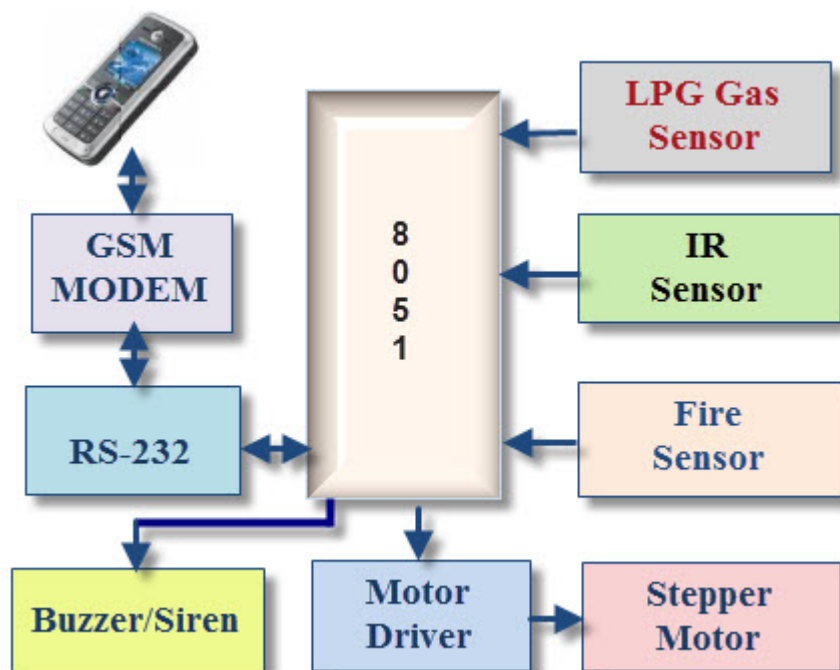 GSM
MODEM
RS-232
Buzzer/Siren
8
0
5
1
LPG Gas
Sensor
IR
Sensor
Fire
Sensor
Motor
Driver
Stepper
Motor